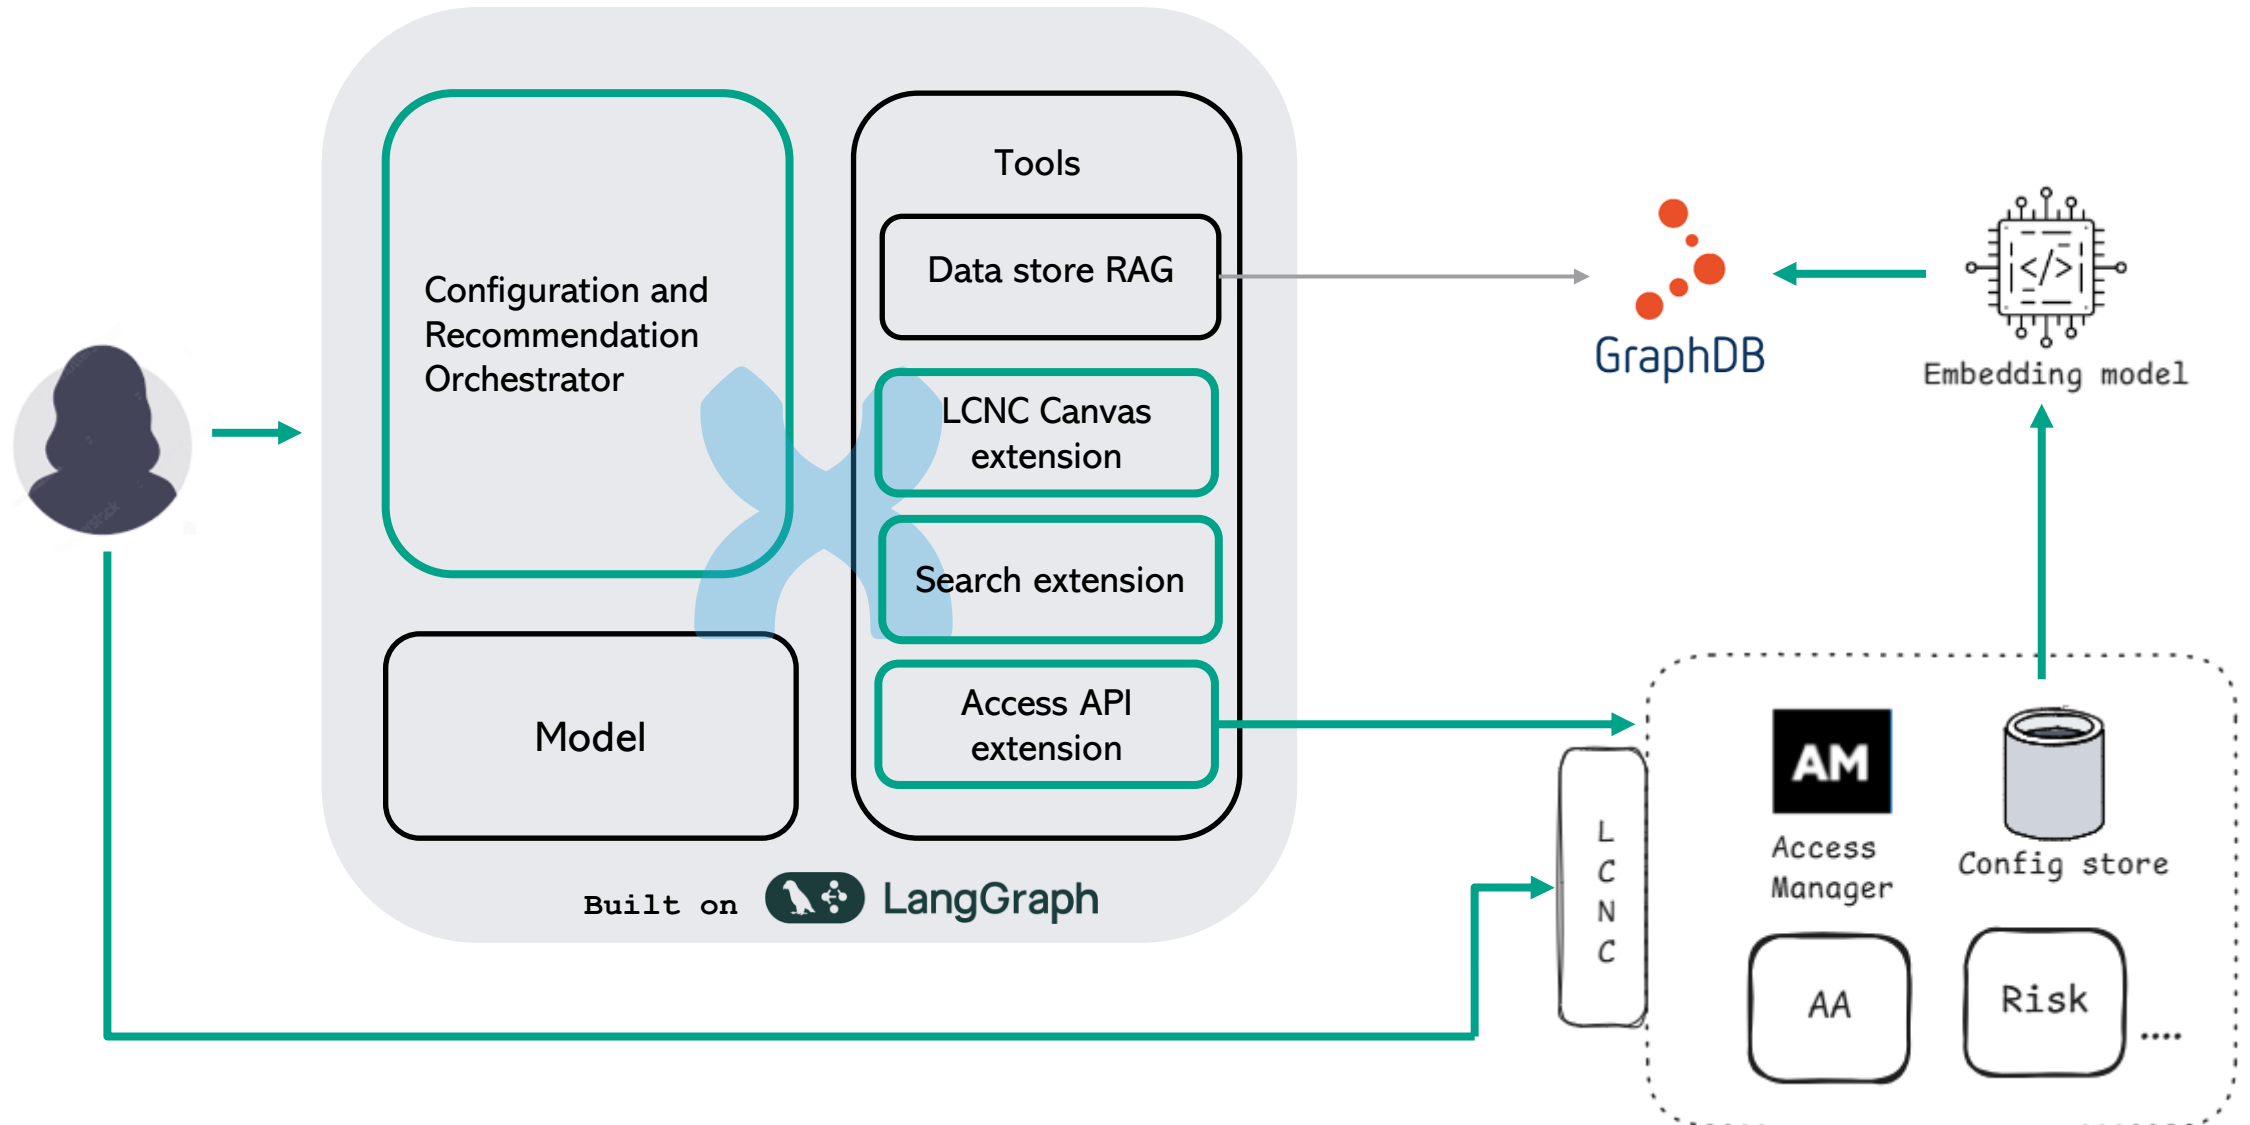 Tools
Data store RAG
Configuration and
Recommendation
Orchestrator
LCNC Canvas
extension
Search extension
Access API
extension
Model
Built on
LangGraph
GraphDB
Embedding model
L
C
N
C
AM
Access
Manager
Config store
AA
Risk
....